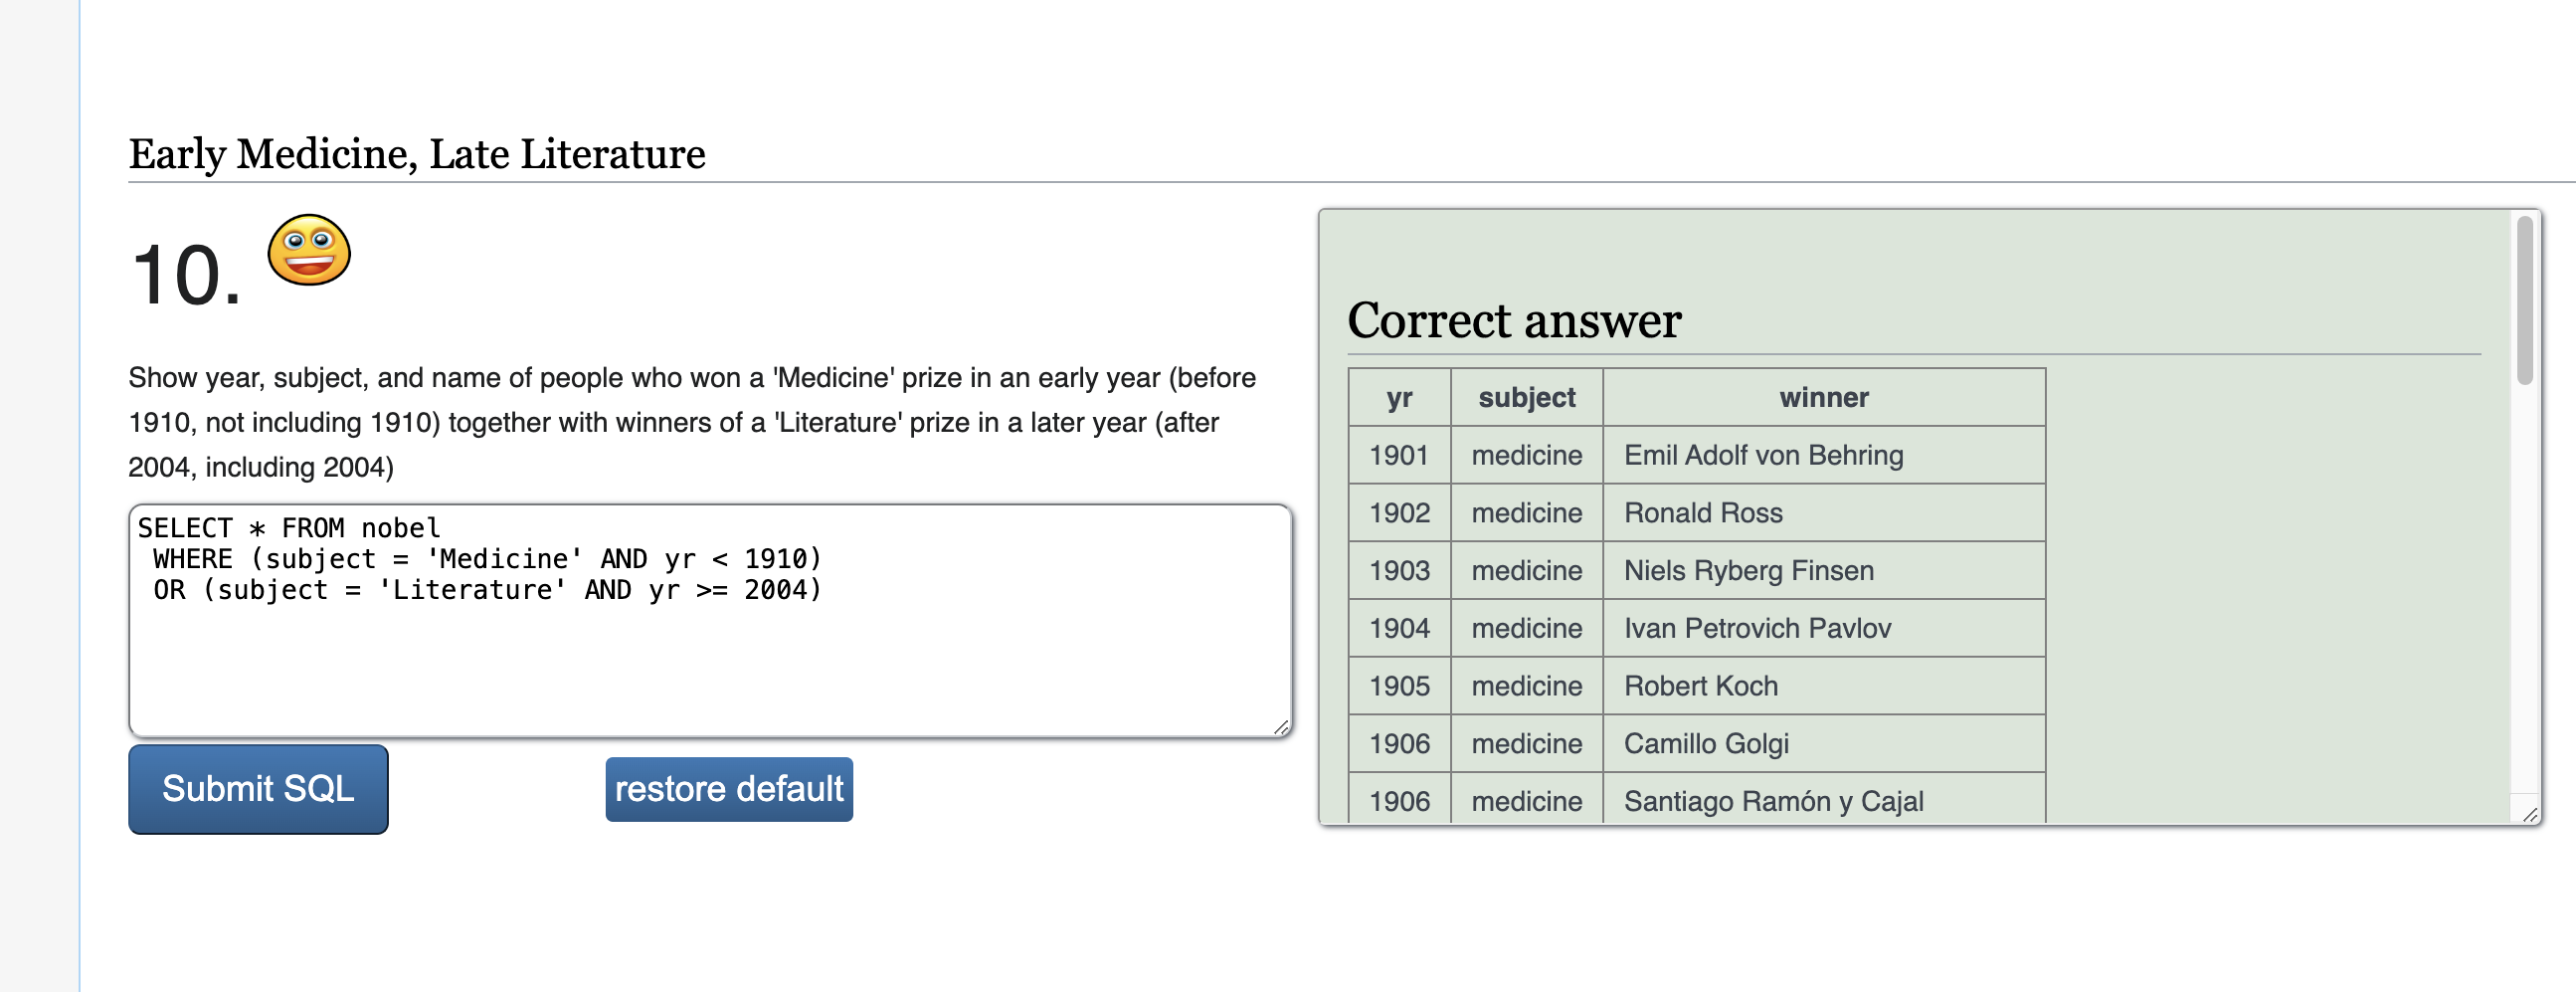 Early Medicine, Late Literature
10.
Show year, subject, and name of people who won a 'Medicine' prize in an early year (before
1910, not including 1910) together with winners of a 'Literature' prize in a later year (after
2004, including 2004)
SELECT * FROM nobel
WHERE (subject = 'Medicine' AND yr < 1910)
OR (subject = 'Literature' AND yr >= 2004)
Submit SQL restore default
Correct answer
yr subject winner
1901 medicine Emil Adolf von Behring
1902 medicine Ronald Ross
1903 medicine Niels Ryberg Finsen
1904 medicine Ivan Petrovich Pavlov
1905 medicine Robert Koch
1906 medicine Camillo Golgi
1906 medicine Santiago Ramón y Cajal